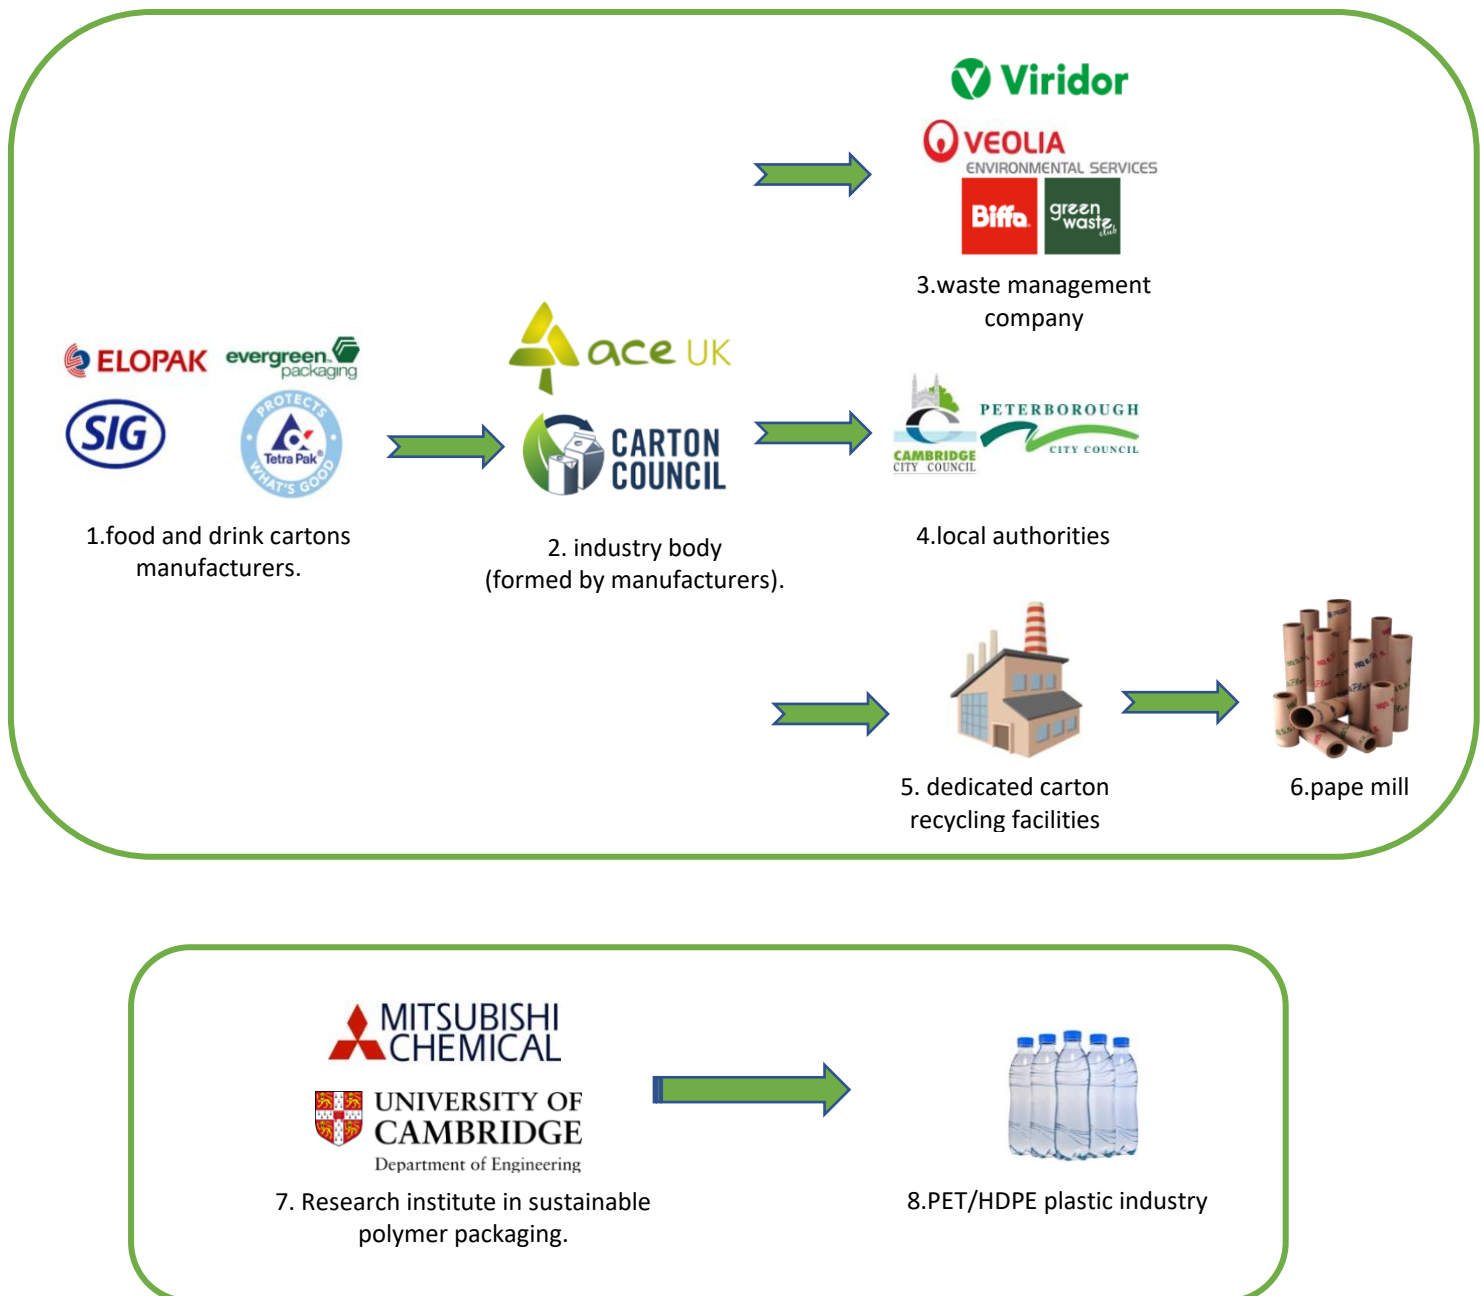 Viridor
VEOLIA
ENVIRONMENTAL SERVICES
Biffa
green
waste
club
3.waste management
company
ELOPAK
evergreen
packaging
SIG
PROTECTS
Tetra Pak®
WHAT'S GOOD
1.food and drink cartons
manufacturers.
ace UK
CARTON
COUNCIL
2. industry body
(formed by manufacturers).
CAMBRIDGE
CITY COUNCIL
PETERBOROUGH
CITY COUNCIL
4.local authorities
5. dedicated carton
recycling facilities
6.pape mill
MITSUBISHI
CHEMICAL
UNIVERSITY OF
CAMBRIDGE
Department of Engineering
7. Research institute in sustainable
polymer packaging.
8.PET/HDPE plastic industry